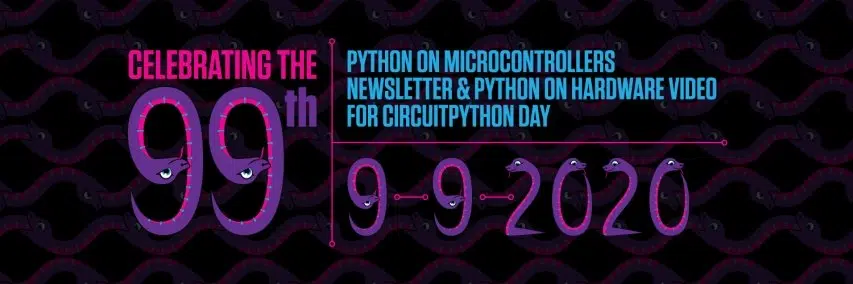 CELEBRATING THE
99th
PYTHON ON MICROCONTROLLERS
NEWSLETTER & PYTHON ON HARDWARE VIDEO
FOR CIRCUITPYTHON DAY
9-9-2020